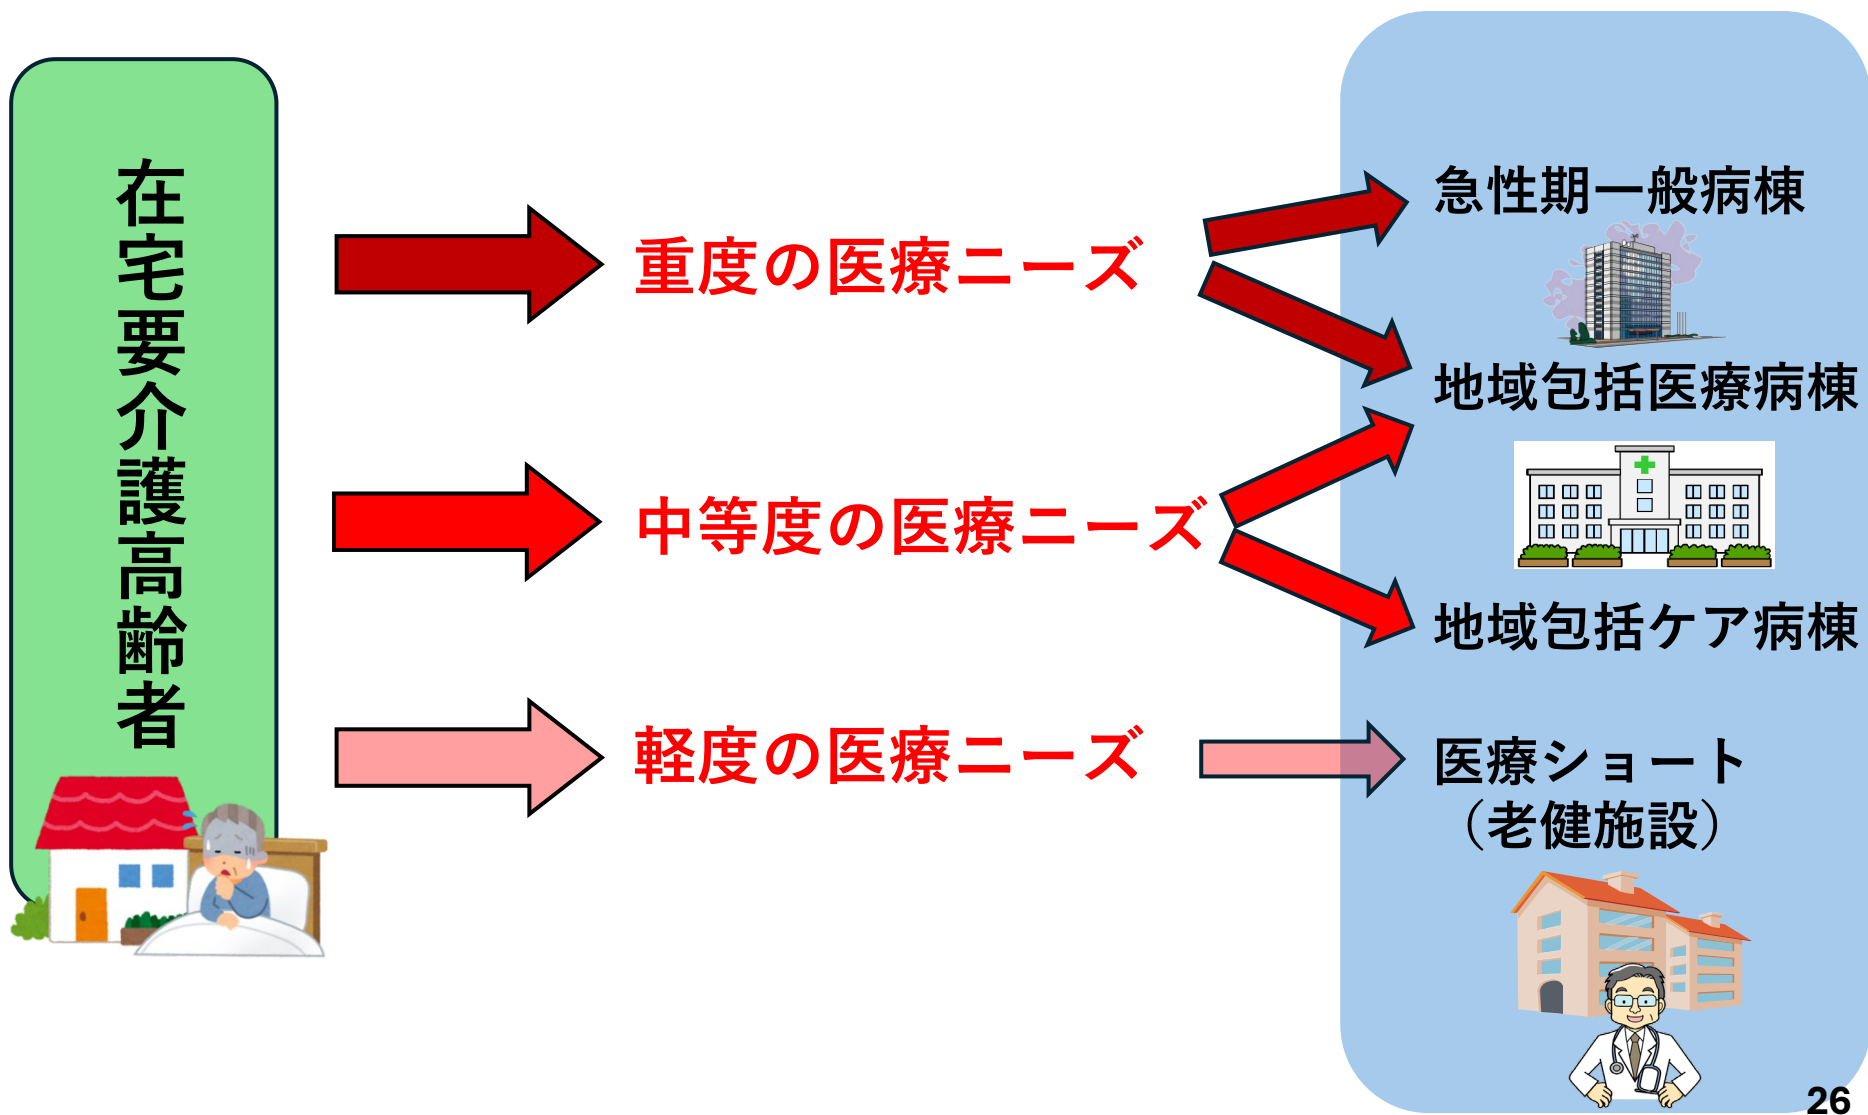 在宅要介護高齢者
重度の医療ニーズ
中等度の医療ニーズ
軽度の医療ニーズ
急性期一般病棟
地域包括医療病棟
地域包括ケア病棟
医療ショート
（老健施設）
26